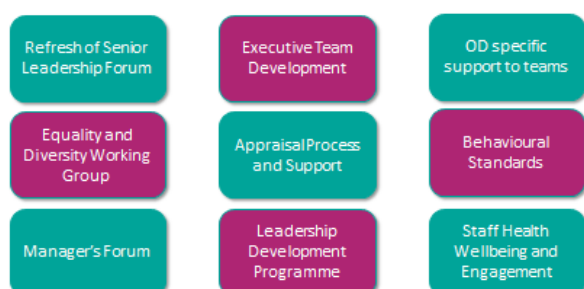 Refresh of Senior
Leadership Forum
Executive Team
Development
OD specific
support to teams
Equality and
Diversity Working
Group
Appraisal Process
and Support
Behavioural
Standards
Manager's Forum
Leadership
Development
Programme
Staff Health
Wellbeing and
Engagement